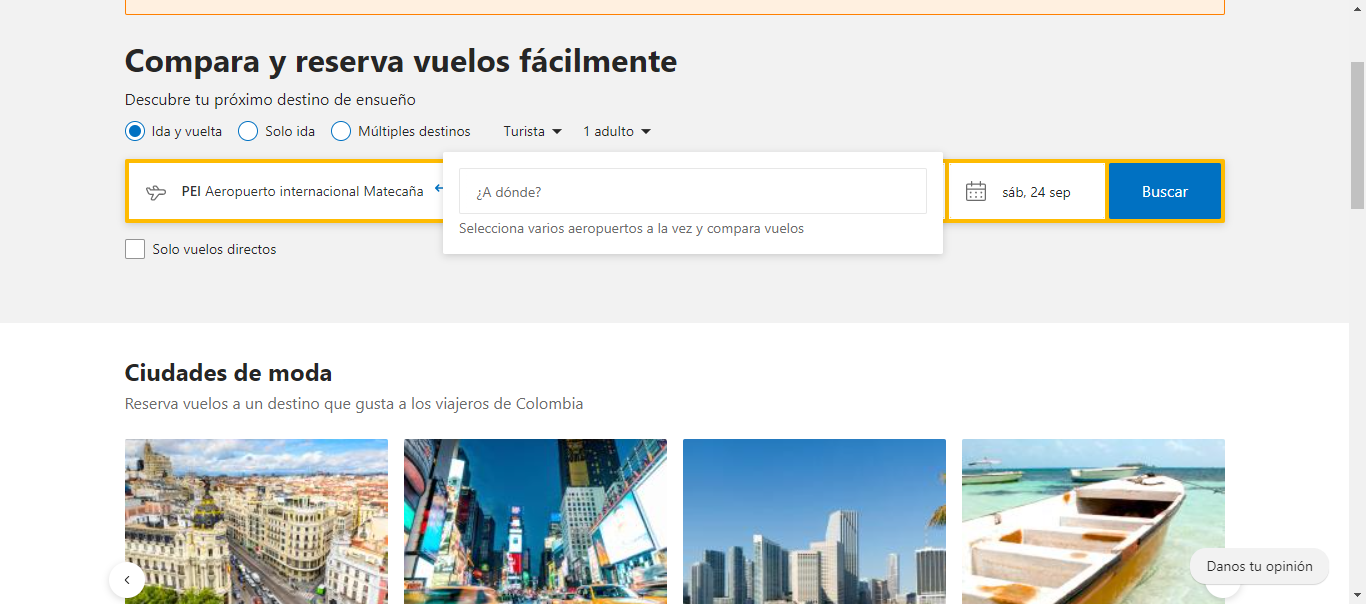 Compara y reserva vuelos fácilmente
Descubre tu próximo destino de ensueño
Ida y vuelta Solo ida Múltiples destinos Turista 1 adulto
PEI Aeropuerto internacional Matecaña ¿A dónde? sáb, 24 sep Buscar
Selecciona varios aeropuertos a la vez y compara vuelos
Solo vuelos directos
Ciudades de moda
Reserva vuelos a un destino que gusta a los viajeros de Colombia
Danos tu opinión